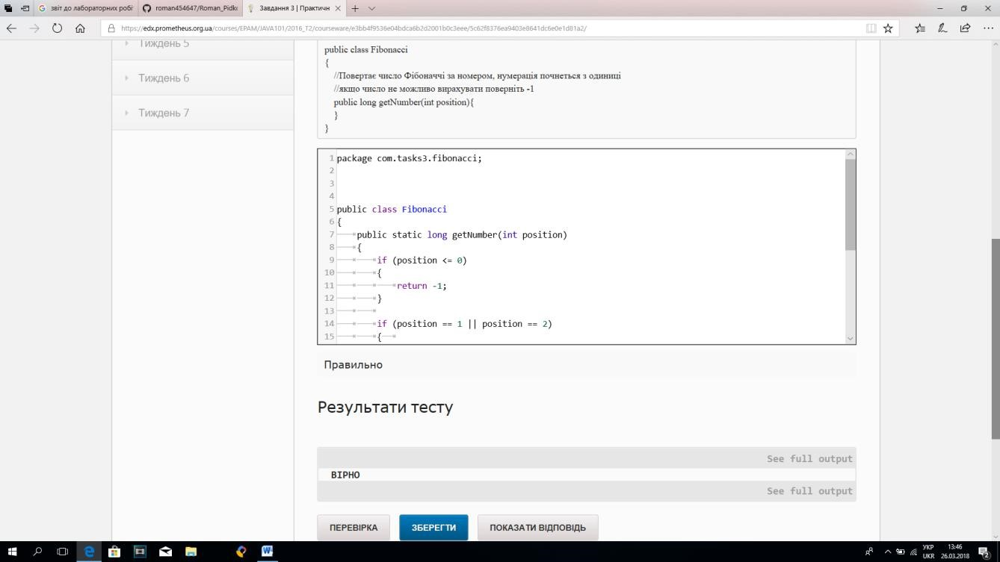 звіт до лабораторних робіт
roman454647/Roman_Pidkc
Завдання 3 | Практичн
https://edx.prometheus.org.ua/courses/EPAM/JAVA101/2016_T2/courseware/e3bb4f9536e04bdca6b2d2001b0c3eee/5c62f8376ea9403e8641dc6e0e1d81a2/
Тиждень 5
Тиждень 6
Тиждень 7
public class Fibonacci
{
//Повертає число Фібоначчі за номером, нумерація почнеться з одиниці
//якщо число не можливо вирахувати поверніть -1
public long getNumber(int position){
}
}
1 package com.tasks3.fibonacci;
2
3
4
5 public class Fibonacci
6 {
7 public static long getNumber(int position)
8 {
9 if (position <= 0)
10 {
11 return -1;
12 }
13
14 if (position == 1 || position == 2)
15 {
Правильно
Результати тесту
See full output
ВІРНО
See full output
ПЕРЕВІРКА ЗБЕРЕГТИ ПОКАЗАТИ ВІДПОВІДЬ
УКР 13:46
UKR 26.03.2018
2